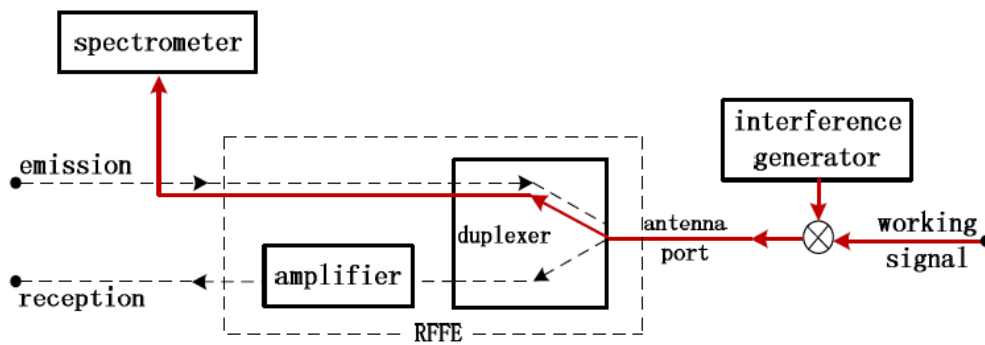 spectrometer
interference
generator
emission
working
antenna
duplexer
port
signal
amplifier
reception
RFFE